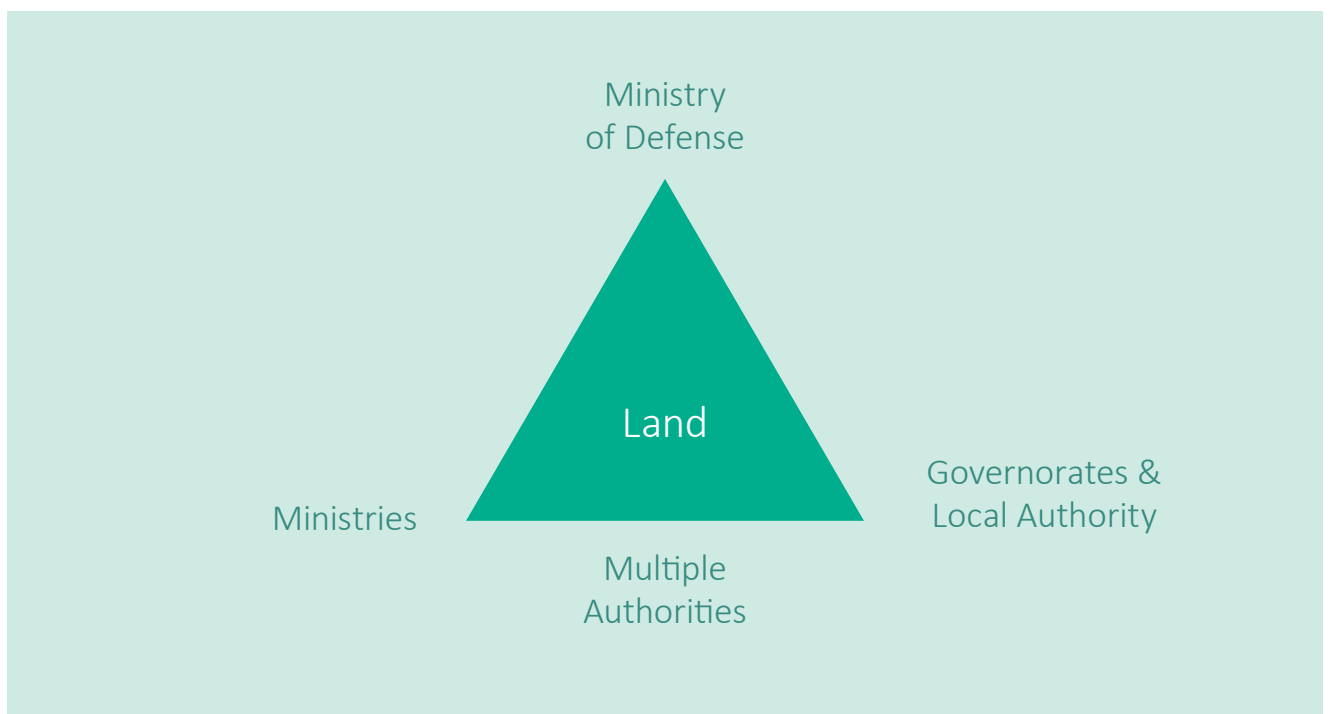 Ministry
of Defense
Land
Governorates &
Local Authority
Ministries
Multiple
Authorities